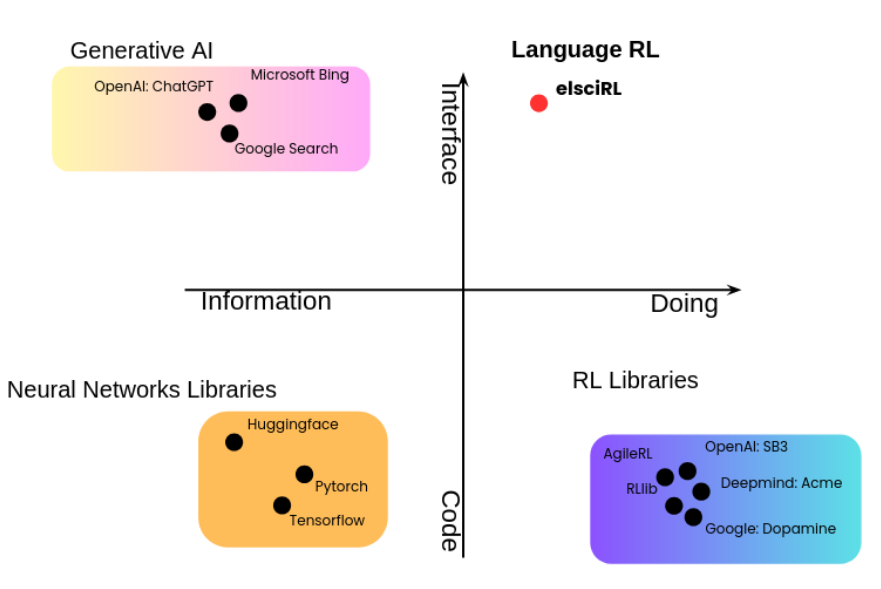 Generative AI
Language RL
Microsoft Bing
OpenAI: ChatGPT
elsciRL
Google Search
Interface
Information
Doing
Neural Networks Libraries
RL Libraries
Huggingface
Pytorch
Tensorflow
Code
OpenAI: SB3
AgileRL
Deepmind: Acme
RLlib
Google: Dopamine